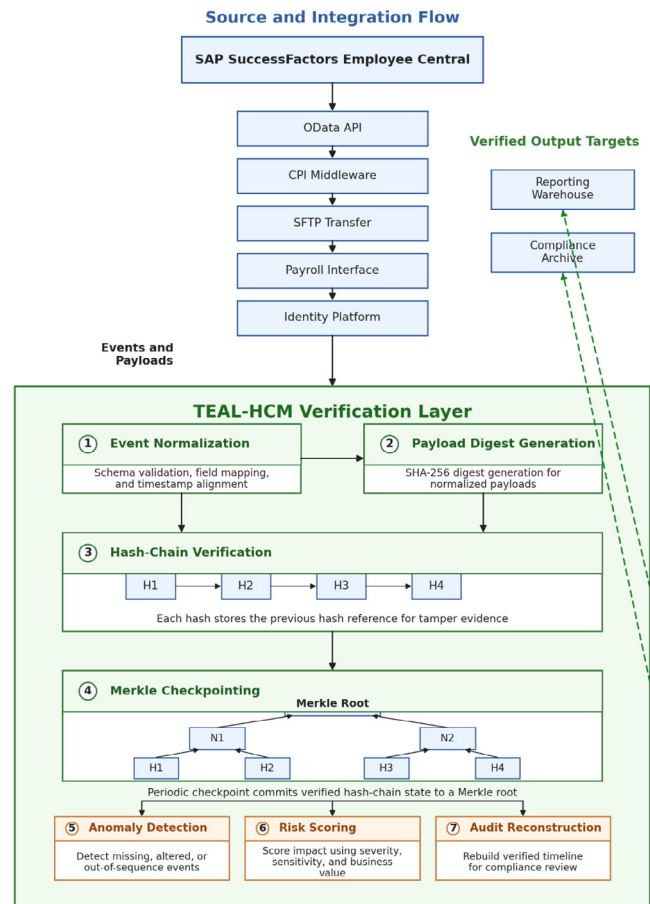 Source and Integration Flow
SAP SuccessFactors Employee Central
OData API
CPI Middleware
SFTP Transfer
Payroll Interface
Identity Platform
Verified Output Targets
Reporting
Warehouse
Compliance
Archive
Events and
Payloads
TEAL-HCM Verification Layer
1 Event Normalization
Schema validation, field mapping,
and timestamp alignment
2 Payload Digest Generation
SHA-256 digest generation for
normalized payloads
3 Hash-Chain Verification
H1 H2 H3 H4
Each hash stores the previous hash reference for tamper evidence
4 Merkle Checkpointing
Merkle Root
N1 N2
H1 H2 H3 H4
Periodic checkpoint commits verified hash-chain state to a Merkle root
5 Anomaly Detection
Detect missing, altered, or
out-of-sequence events
6 Risk Scoring
Score impact using severity,
sensitivity, and business
value
7 Audit Reconstruction
Rebuild verified timeline
for compliance review